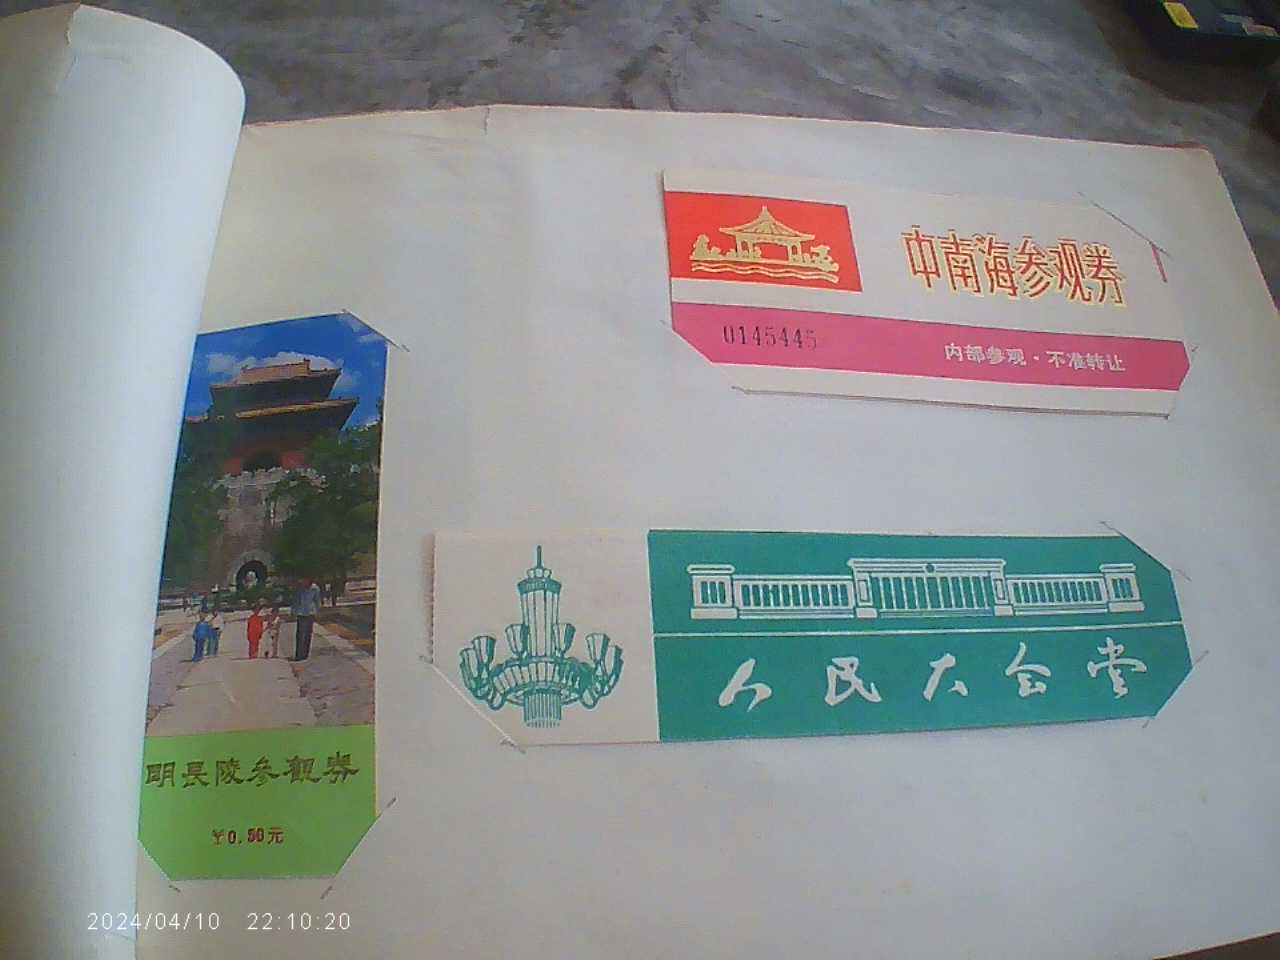 中南海参观券
0145445
内部参观·不准转让
人民大会堂
明長陵参觀券
￥0.50元
2024/04/10 22:10:20